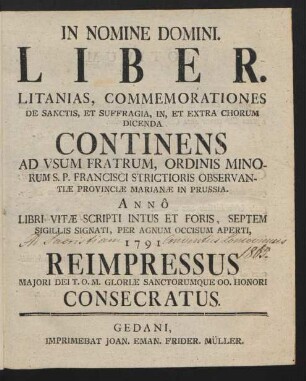 IN NOMINE DOMINI.
LIBER.
LITANIAS, COMMEMORATIONES
DE SANCTIS, ET SUFFRAGIA, IN, ET EXTRA CHORUM
DICENDA
CONTINENS
AD VSUM FRATRUM, ORDINIS MINO-
RUM S. P. FRANCISCI STRICTIORIS OBSERVAN-
TIÆ PROVINCIÆ MARIANÆ IN PRUSSIA.
ANNÔ
LIBRI VITÆ SCRIPTI INTUS ET FORIS, SEPTEM
SIGILLIS SIGNATI, PER AGNUM OCCISUM APERTI,
1791
REIMPRESSUS
MAJORI DEI T. O. M. GLORIÆ SANCTORUMQUE OO. HONORI
CONSECRATUS.
GEDANI,
IMPRIMEBAT JOAN. EMAN. FRIDER. MÜLLER.